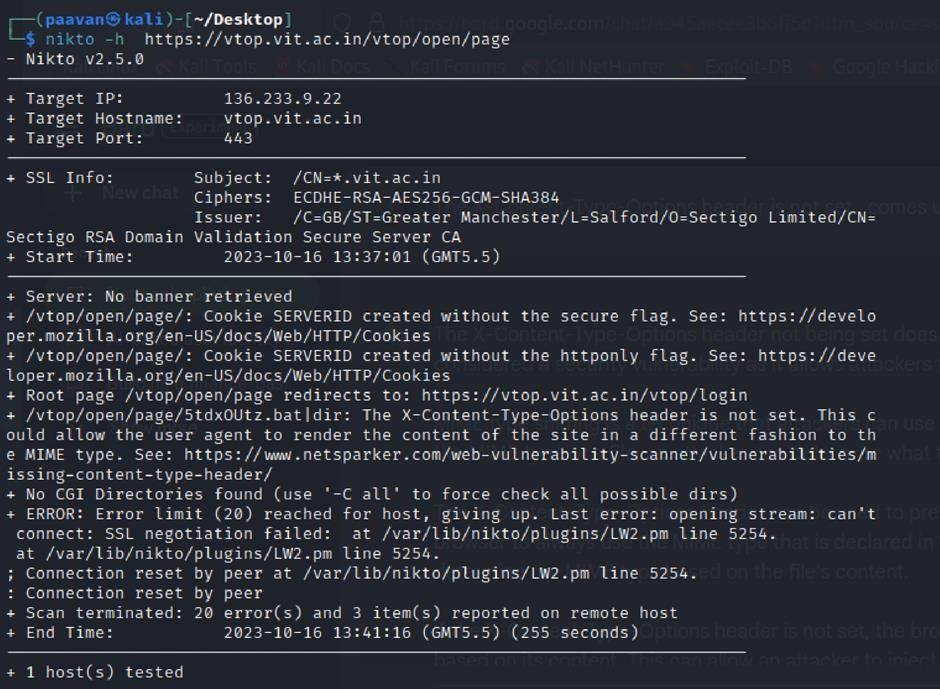 (paavan㉿kali)-[~/Desktop]
$ nikto -h  https://vtop.vit.ac.in/vtop/open/page
- Nikto v2.5.0
+ Target IP:          136.233.9.22
+ Target Hostname:    vtop.vit.ac.in
+ Target Port:        443
+ SSL Info:        Subject:  /CN=*.vit.ac.in
                   Ciphers:  ECDHE-RSA-AES256-GCM-SHA384
                   Issuer:   /C=GB/ST=Greater Manchester/L=Salford/O=Sectigo Limited/CN=
Sectigo RSA Domain Validation Secure Server CA
+ Start Time:         2023-10-16 13:37:01 (GMT5.5)
+ Server: No banner retrieved
+ /vtop/open/page/: Cookie SERVERID created without the secure flag. See: https://develo
per.mozilla.org/en-US/docs/Web/HTTP/Cookies
+ /vtop/open/page/: Cookie SERVERID created without the httponly flag. See: https://deve
loper.mozilla.org/en-US/docs/Web/HTTP/Cookies
+ Root page /vtop/open/page redirects to: https://vtop.vit.ac.in/vtop/login
+ /vtop/open/page/5tdxOUtz.bat|dir: The X-Content-Type-Options header is not set. This c
ould allow the user agent to render the content of the site in a different fashion to th
e MIME type. See: https://www.netsparker.com/web-vulnerability-scanner/vulnerabilities/m
issing-content-type-header/
+ No CGI Directories found (use '-C all' to force check all possible dirs)
+ ERROR: Error limit (20) reached for host, giving up. Last error: opening stream: can't
 connect: SSL negotiation failed:  at /var/lib/nikto/plugins/LW2.pm line 5254.
 at /var/lib/nikto/plugins/LW2.pm line 5254.
; Connection reset by peer at /var/lib/nikto/plugins/LW2.pm line 5254.
: Connection reset by peer
+ Scan terminated: 20 error(s) and 3 item(s) reported on remote host
+ End Time:           2023-10-16 13:41:16 (GMT5.5) (255 seconds)
+ 1 host(s) tested